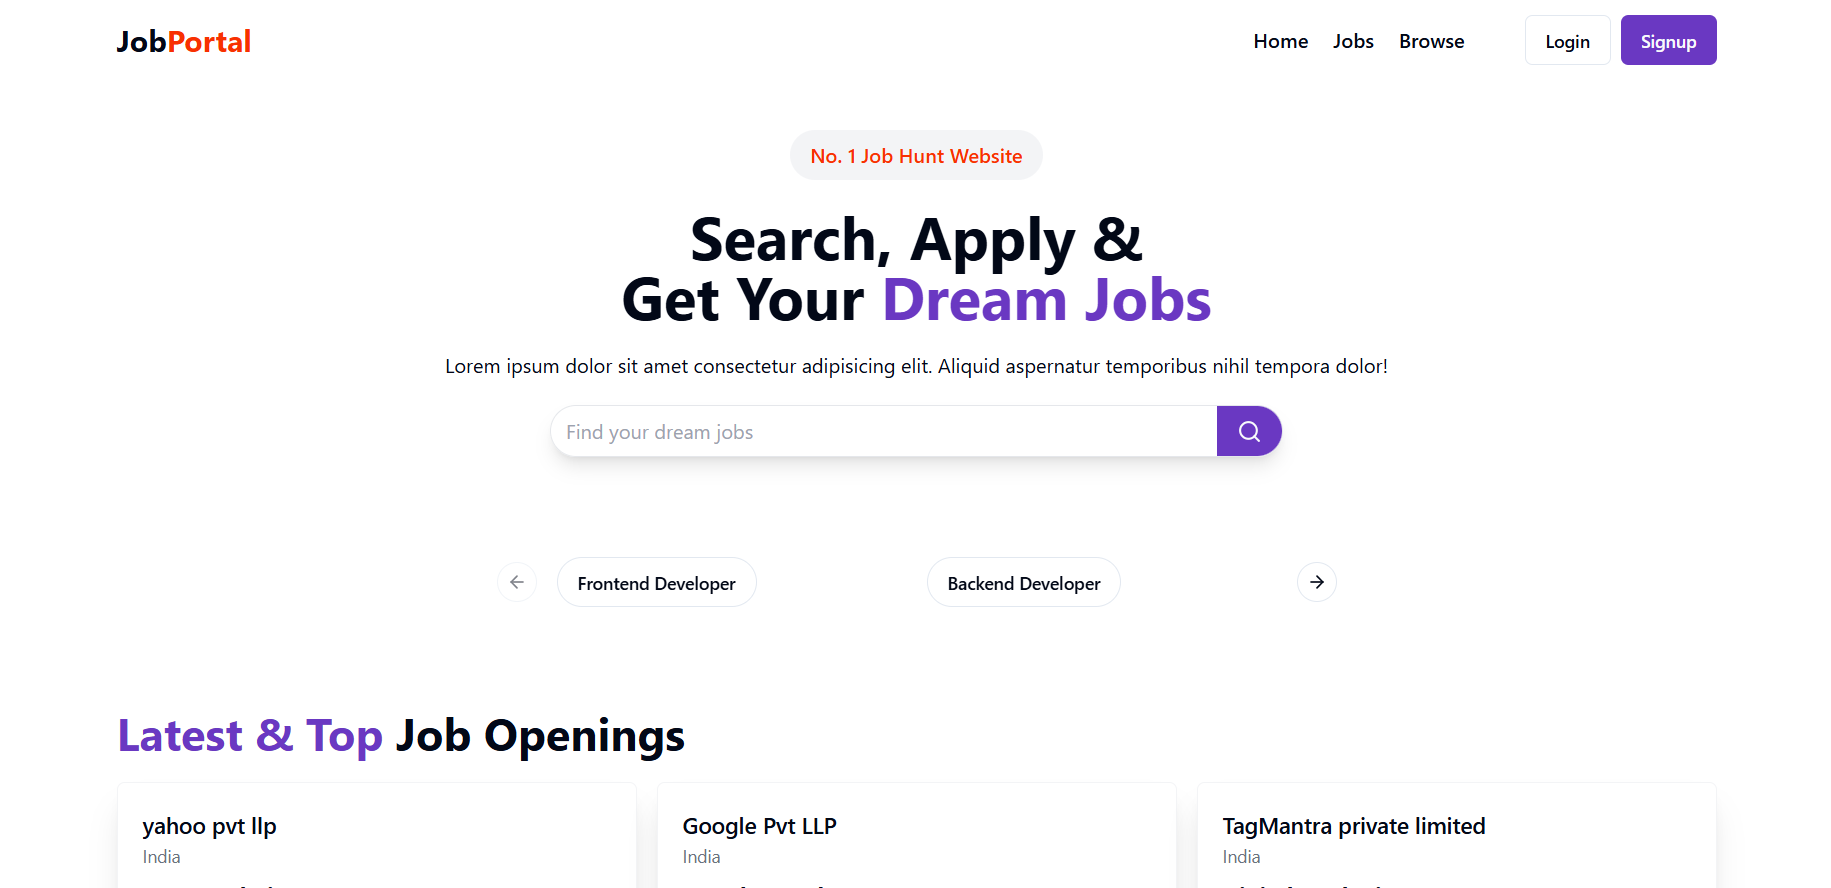 JobPortal
Home Jobs Browse Login Signup
No. 1 Job Hunt Website
Search, Apply &
Get Your Dream Jobs
Lorem ipsum dolor sit amet consectetur adipisicing elit. Aliquid aspernatur temporibus nihil tempora dolor!
Find your dream jobs
Frontend Developer
Backend Developer
Latest & Top Job Openings
yahoo pvt llp
India
Google Pvt LLP
India
TagMantra private limited
India